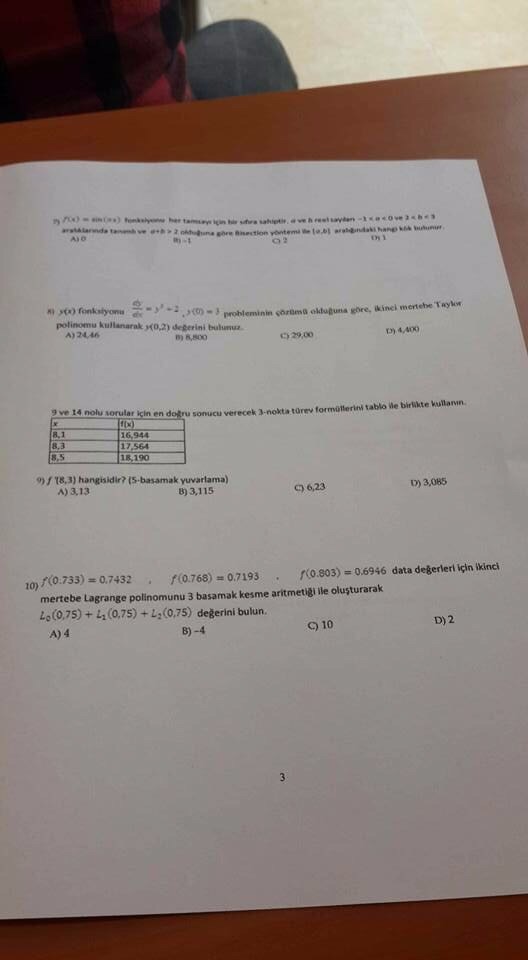 7) f(x) = sin(πx) fonksiyonu her tamsayı için bir sıfıra sahiptir. a ve b reel sayıları −1 < a < 0 ve 2 < b < 3
aralıklarında tanımlı ve a+b > 2 olduğuna göre Bisection yöntemi ile [a,b] aralığındaki hangi kök bulunur.
A) 0 B) −1 C) 2 D) 1
8) y(x) fonksiyonu dy/dx = y² − 2 , y(0) = 3 probleminin çözümü olduğuna göre, ikinci mertebe Taylor
polinomu kullanarak y(0,2) değerini bulunuz.
A) 24,46 B) 8,800 C) 29,00 D) 4,400
9 ve 14 nolu sorular için en doğru sonucu verecek 3-nokta türev formüllerini tablo ile birlikte kullanın.
x f(x)
8,1 16,944
8,3 17,564
8,5 18,190
9) f '(8,3) hangisidir? (5-basamak yuvarlama)
A) 3,13 B) 3,115 C) 6,23 D) 3,085
10) f(0.733) = 0.7432 , f(0.768) = 0.7193 , f(0.803) = 0.6946 data değerleri için ikinci
mertebe Lagrange polinomunu 3 basamak kesme aritmetiği ile oluşturarak
L₀(0,75) + L₁(0,75) + L₂(0,75) değerini bulun.
A) 4 B) −4 C) 10 D) 2
3